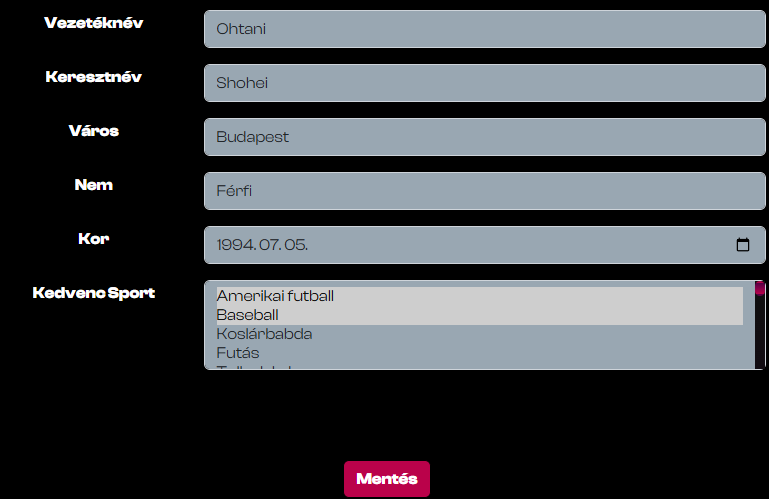 Vezetéknév Ohtani
Keresztnév Shohei
Város Budapest
Nem Férfi
Kor 1994. 07. 05.
Kedvenc Sport Amerikai futball
Baseball
Koslárbabda
Futás
Mentés